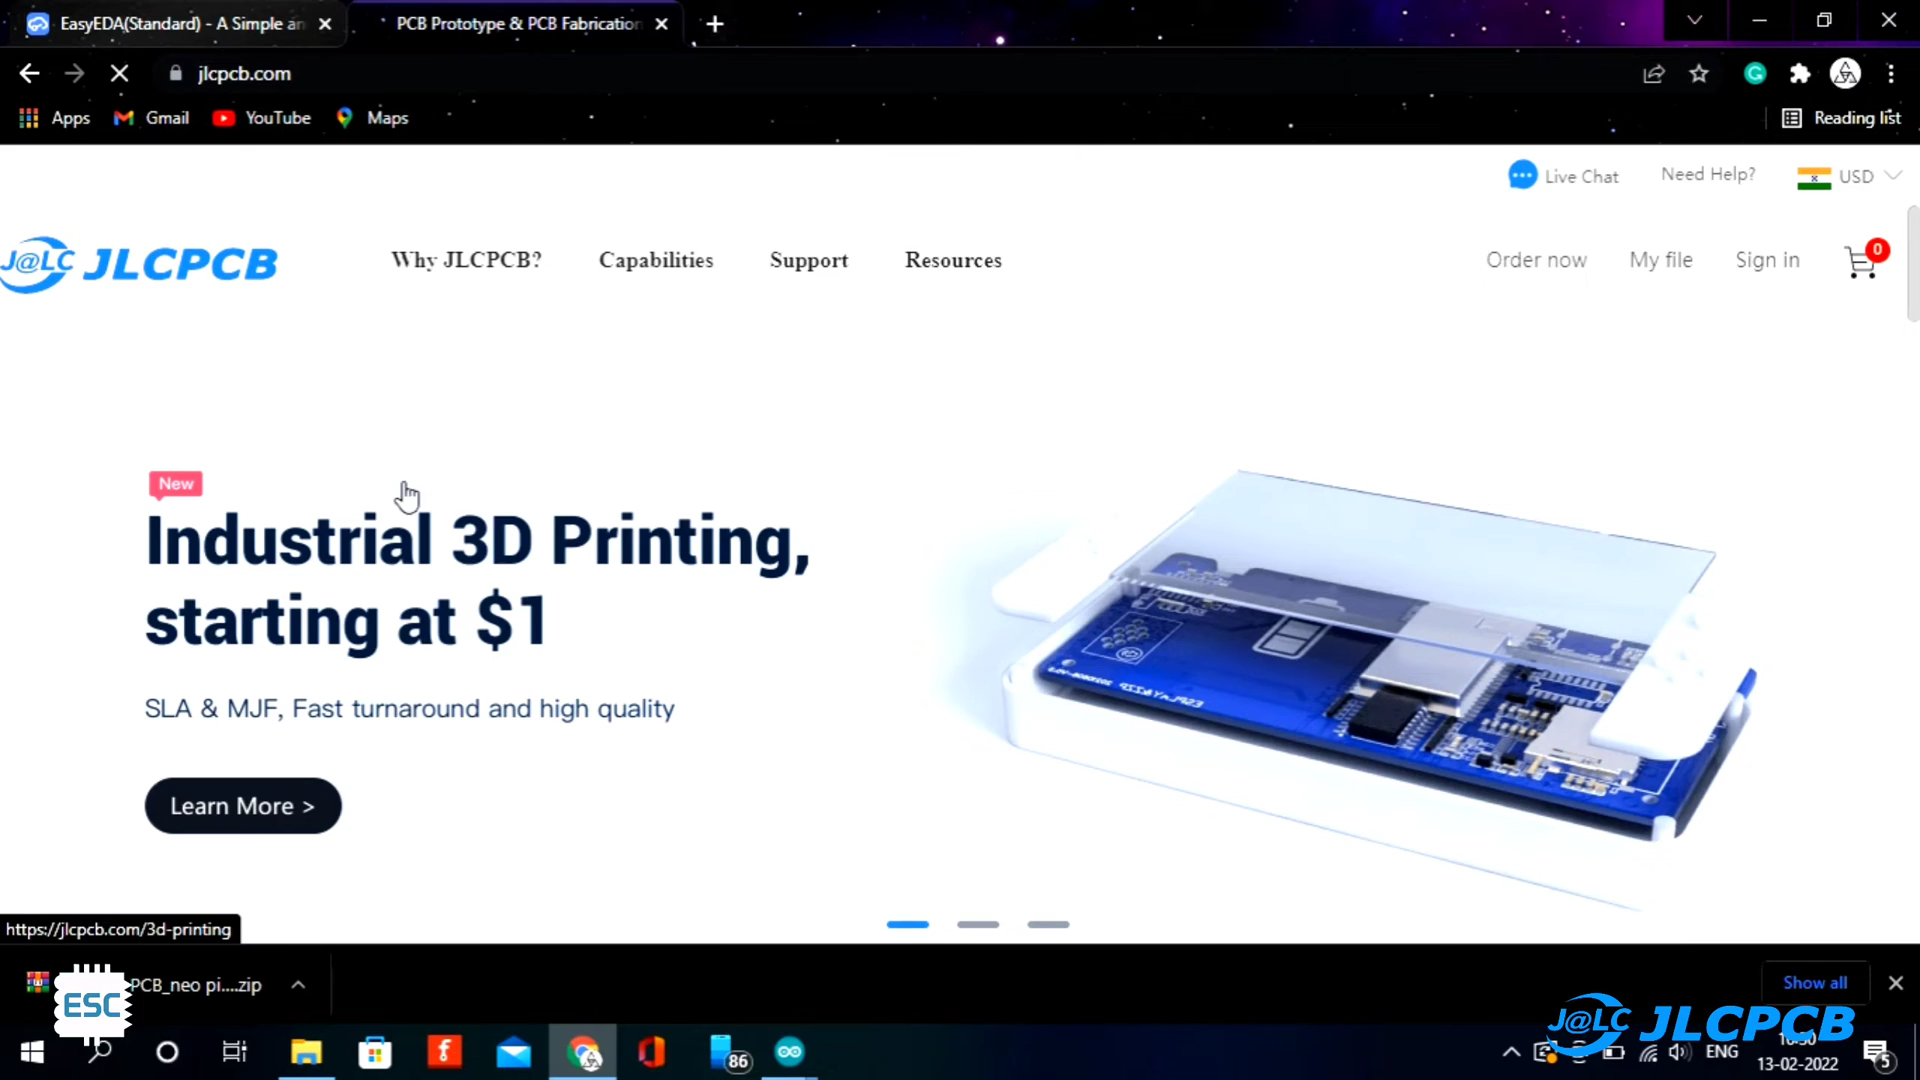 EasyEDA(Standard) - A Simple an
PCB Prototype & PCB Fabrication
jlcpcb.com
Apps
Gmail
YouTube
Maps
Reading list
Live Chat
Need Help?
USD
J@LC JLCPCB
Why JLCPCB?
Capabilities
Support
Resources
Order now
My file
Sign in
0
New
Industrial 3D Printing,
starting at $1
SLA & MJF, Fast turnaround and high quality
Learn More >
https://jlcpcb.com/3d-printing
PCB_neo pi....zip
Show all
ESC
J@LC JLCPCB
86
ENG
13-02-2022
5